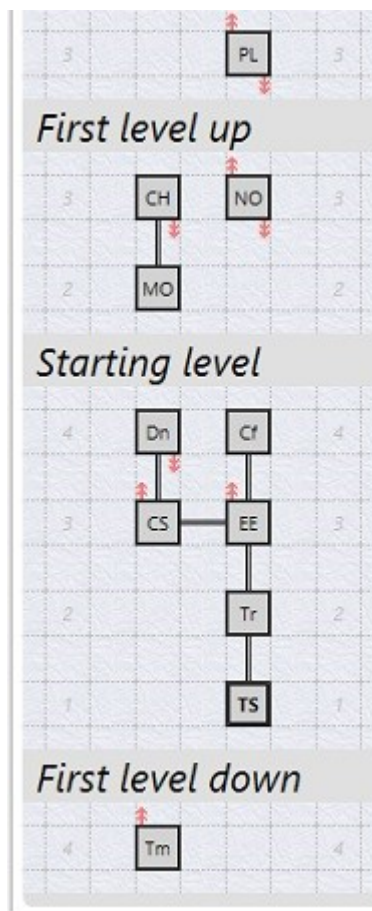 3 PL 3
First level up
3 CH NO 3
2 MO 2
Starting level
4 Dn Cf 4
3 CS EE 3
2 Tr 2
1 TS 1
First level down
4 Tm 4